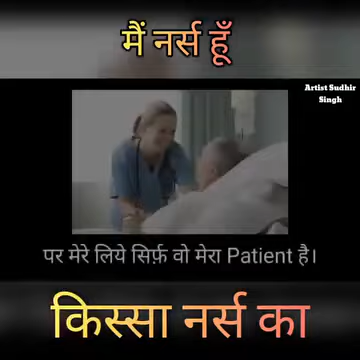 मैं नर्स हूँ
Artist Sudhir
Singh
पर मेरे लिये सिर्फ़ वो मेरा Patient है।
किस्सा नर्स का